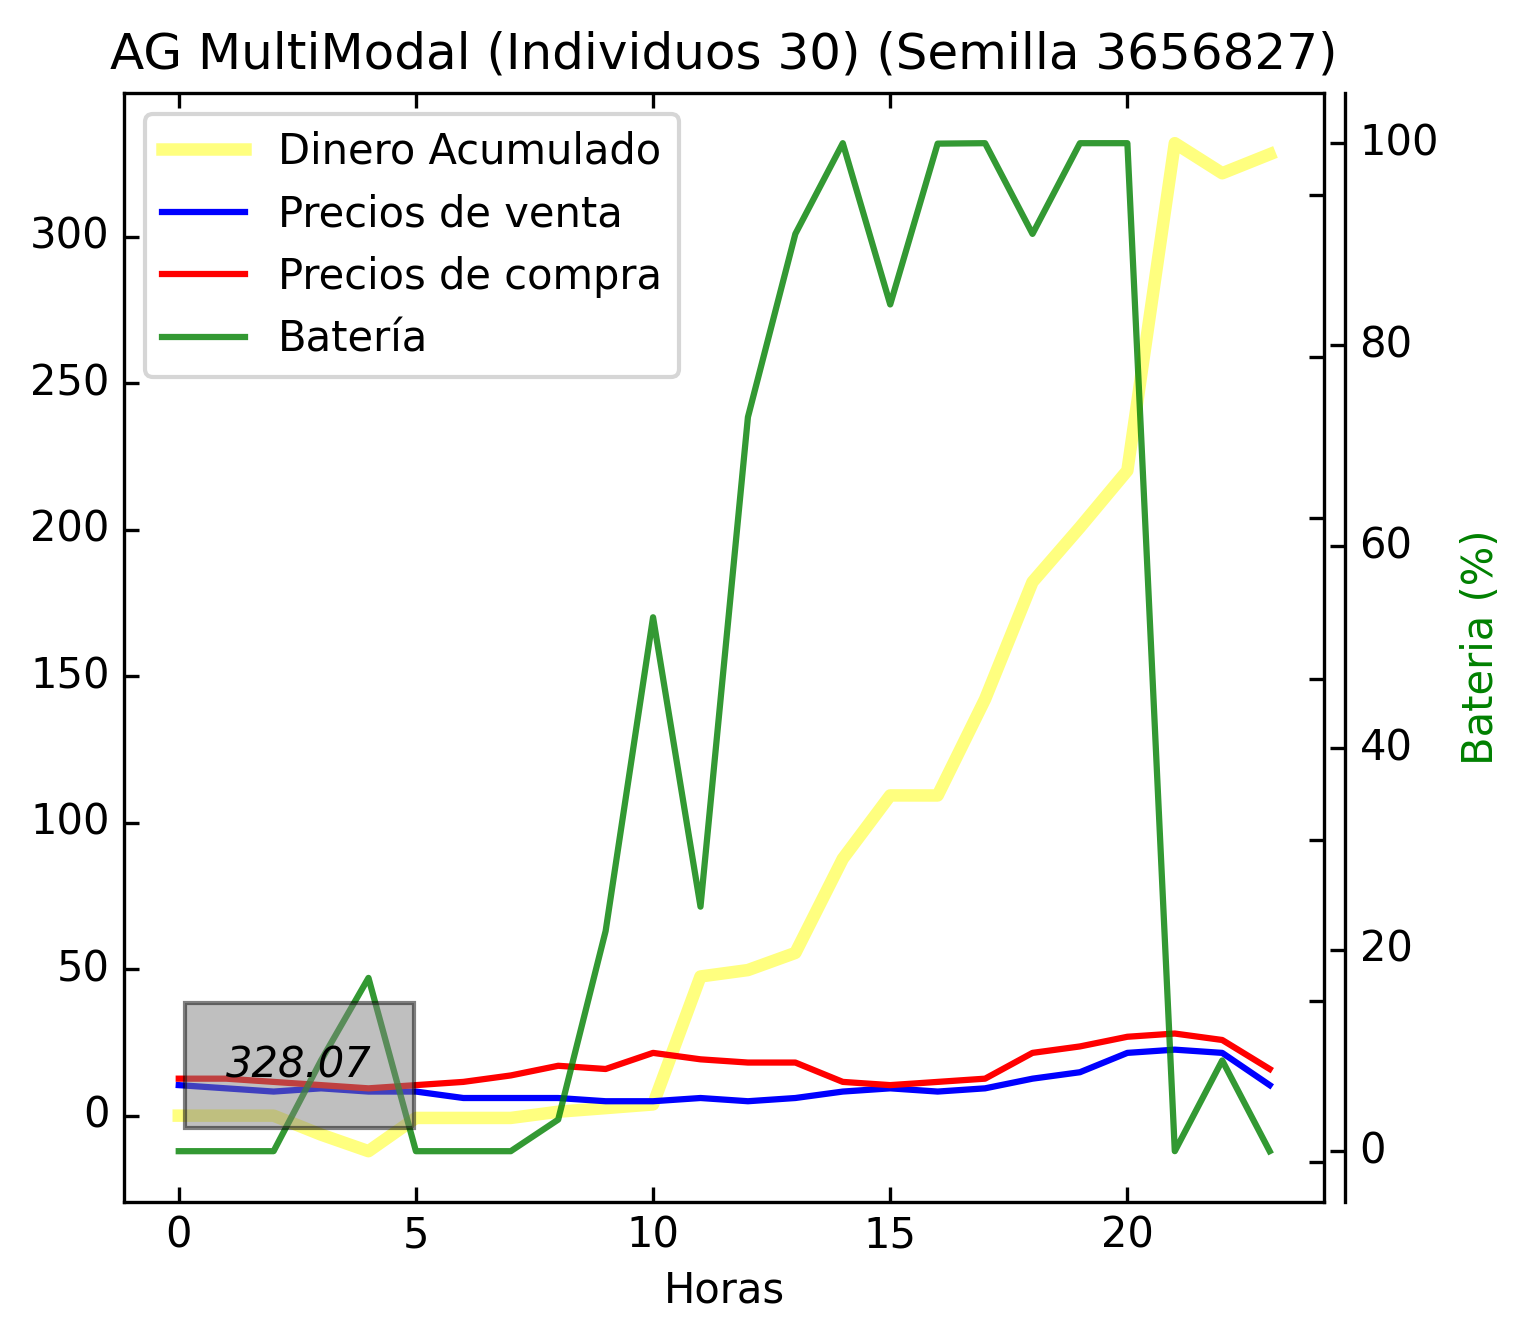 AG MultiModal (Individuos 30) (Semilla 3656827)
Dinero Acumulado
Precios de venta
Precios de compra
Batería
300
250
200
150
100
50
0
328.07
100
80
60
40
20
0
Bateria (%)
0 5 10 15 20
Horas